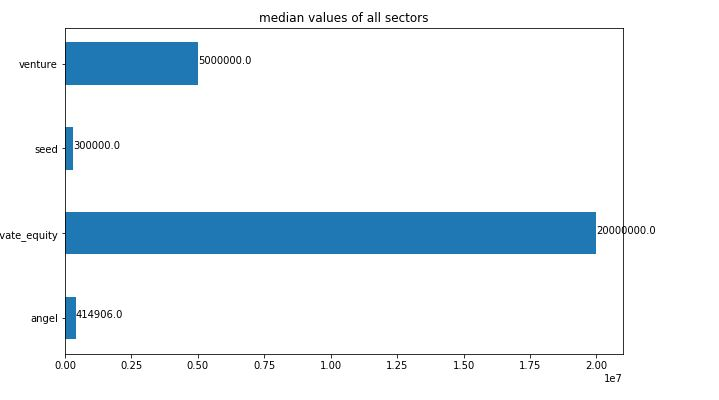 median values of all sectors
venture
5000000.0
seed
300000.0
vate_equity
20000000.0
angel
414906.0
0.00 0.25 0.50 0.75 1.00 1.25 1.50 1.75 2.00
1e7